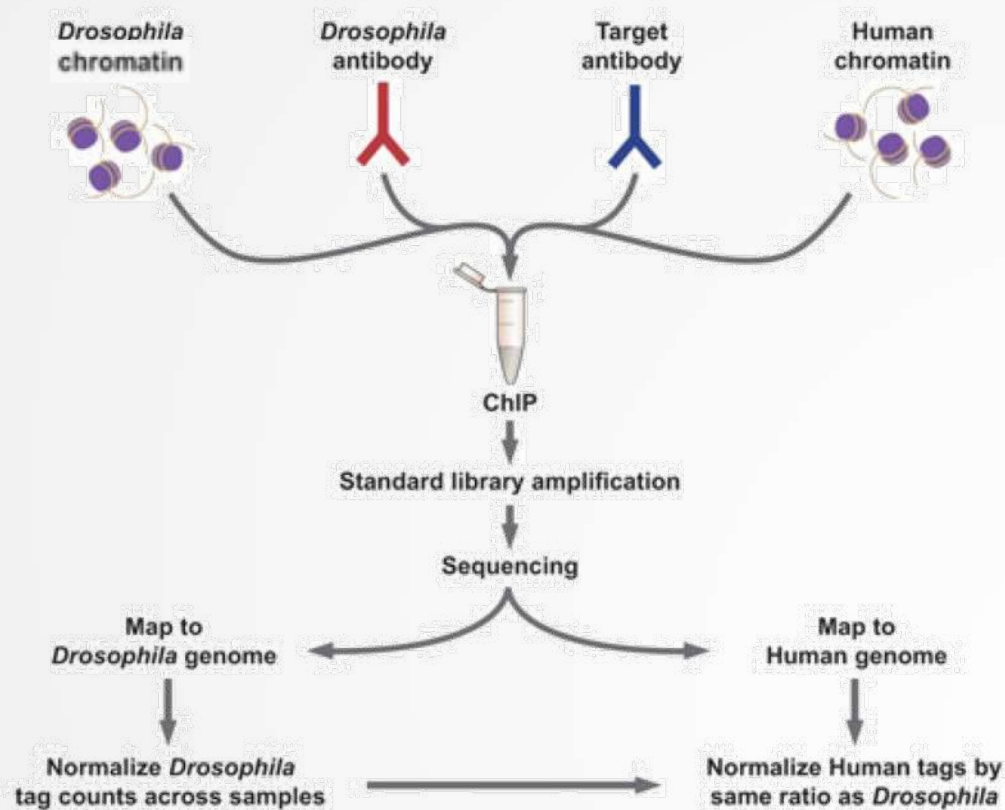 Drosophila
chromatin
Drosophila
antibody
Target
antibody
Human
chromatin
ChIP
Standard library amplification
Sequencing
Map to
Drosophila genome
Map to
Human genome
Normalize Drosophila
tag counts across samples
Normalize Human tags by
same ratio as Drosophila